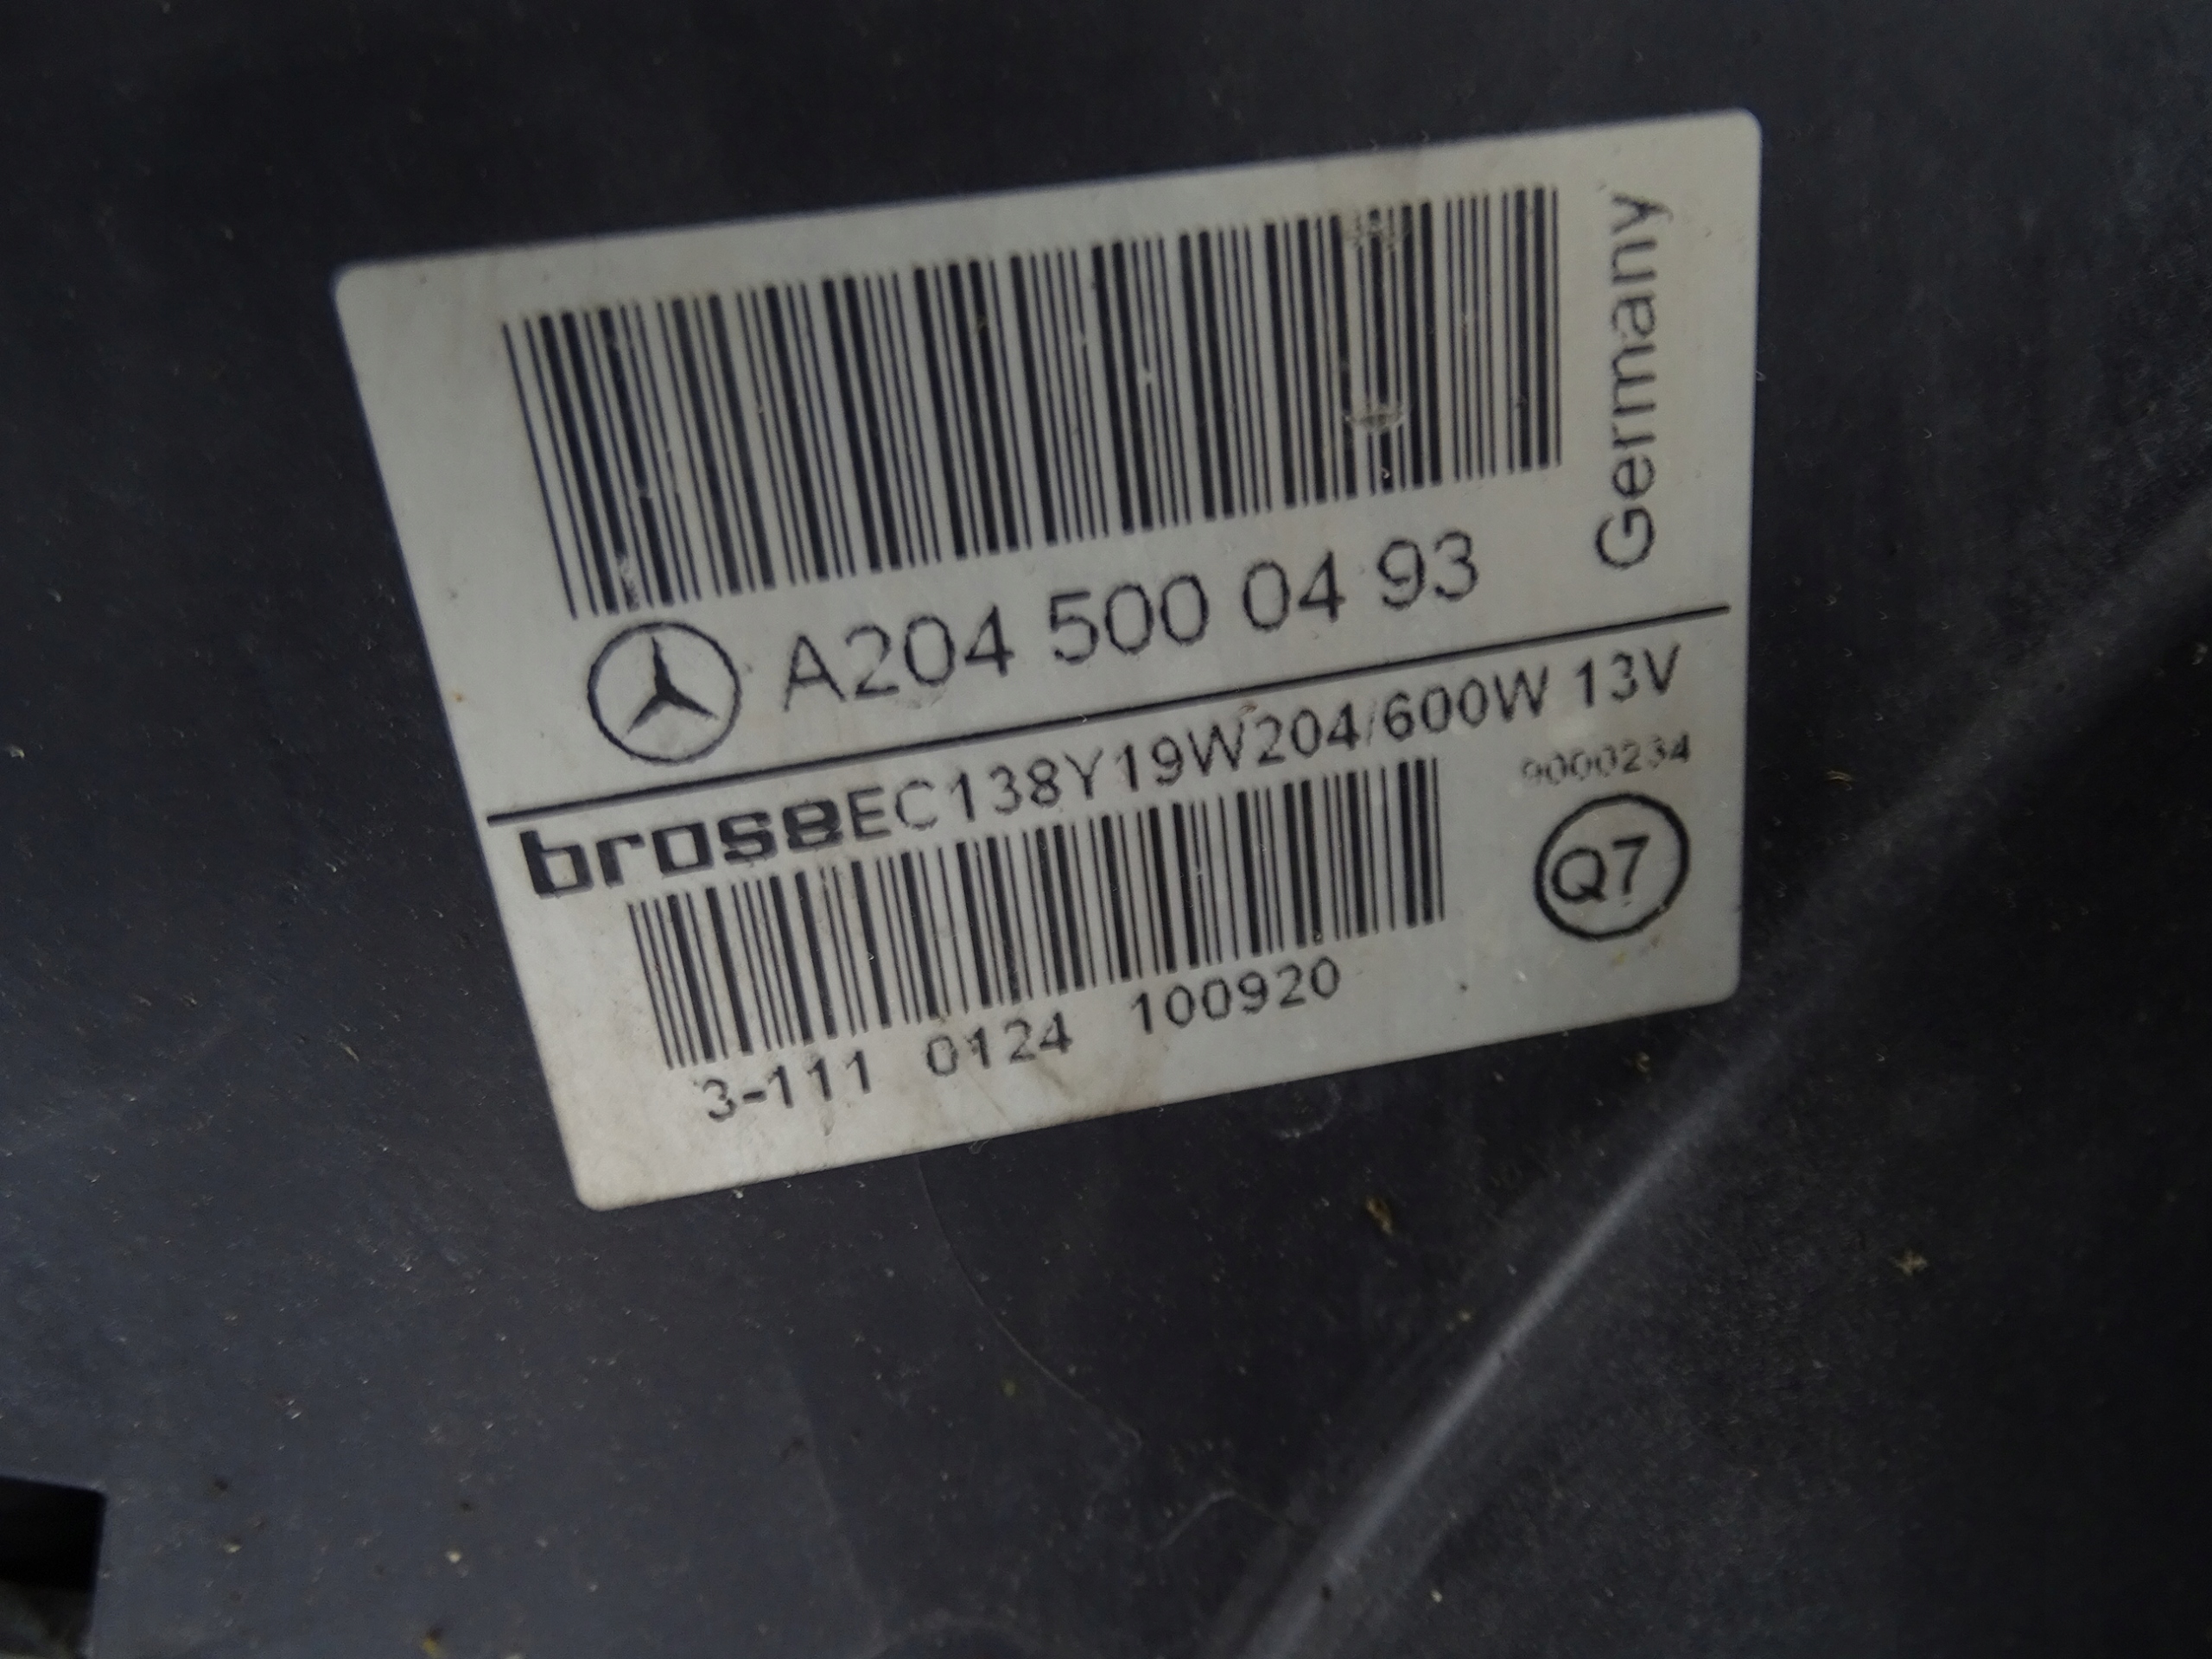 Germany
A204 500 04 93
brose EC138Y19W204/600W 13V
9000234
Q7
3-111 0124 100920